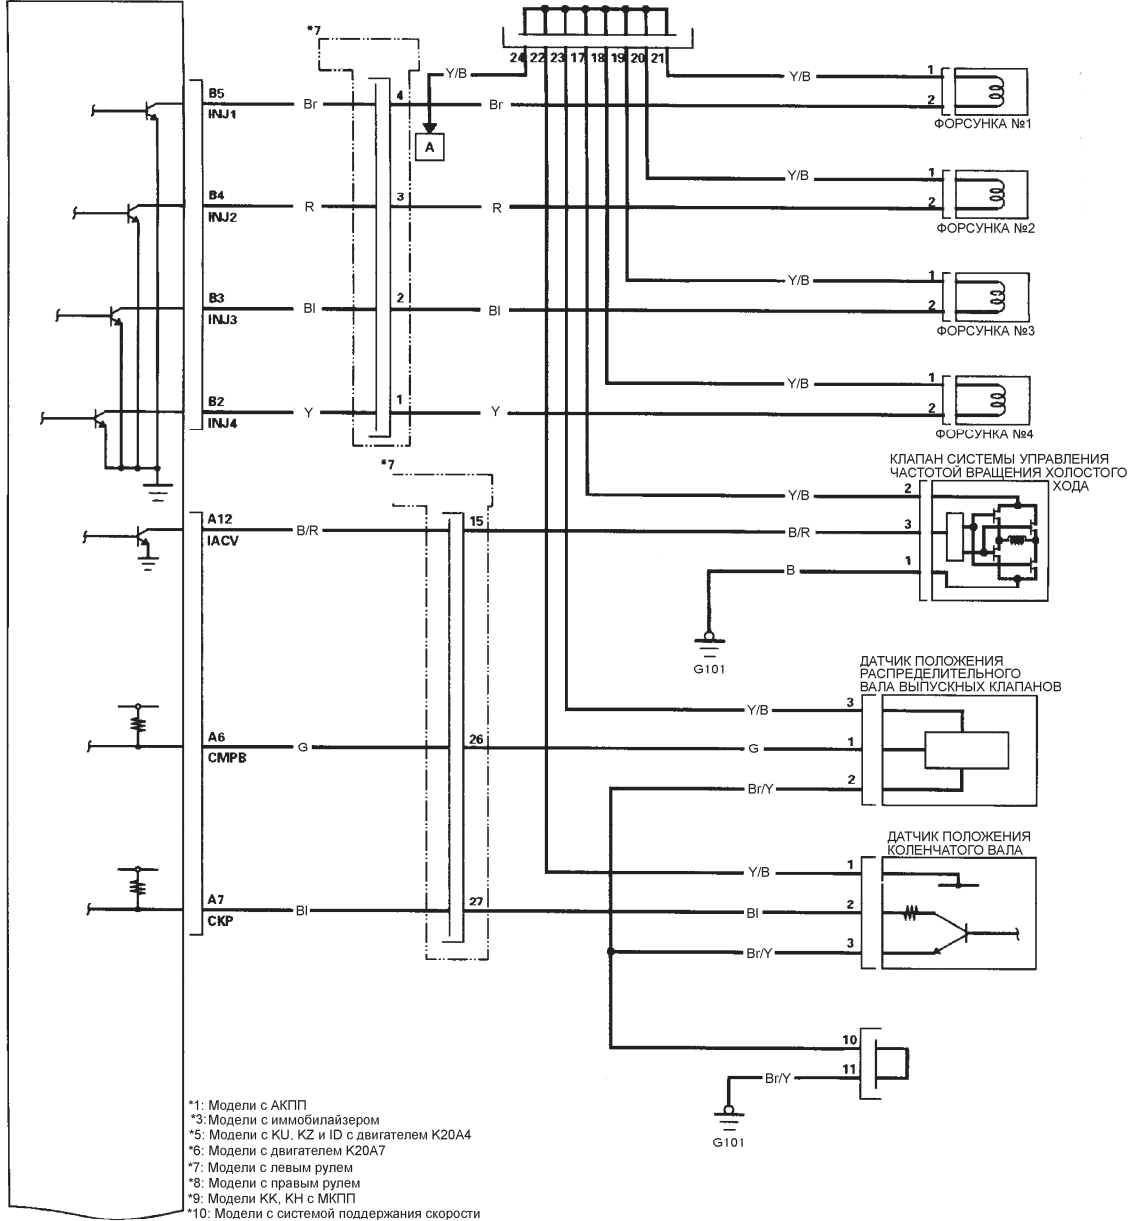 *7
24 22 23 17 18 19 20 21
Y/B
Y/B 1
B5 Br 4 Br 2
INJ1
A
ФОРСУНКА №1
Y/B 1
B4 R 3 R 2
INJ2
ФОРСУНКА №2
Y/B 1
B3 Bl 2 Bl 2
INJ3
ФОРСУНКА №3
Y/B 1
B2 Y 1 Y 2
INJ4
ФОРСУНКА №4
*7
КЛАПАН СИСТЕМЫ УПРАВЛЕНИЯ
ЧАСТОТОЙ ВРАЩЕНИЯ ХОЛОСТОГО
ХОДА
Y/B 2
A12 B/R 15 B/R 3
IACV
B 1
G101
ДАТЧИК ПОЛОЖЕНИЯ
РАСПРЕДЕЛИТЕЛЬНОГО
ВАЛА ВЫПУСКНЫХ КЛАПАНОВ
Y/B 3
A6 G 26 G 1
CMPB
Br/Y 2
ДАТЧИК ПОЛОЖЕНИЯ
КОЛЕНЧАТОГО ВАЛА
Y/B 1
A7 Bl 27 Bl 2
CKP
Br/Y 3
10
Br/Y 11
G101
*1: Модели с АКПП
*3: Модели с иммобилайзером
*5: Модели с KU, KZ и ID с двигателем K20A4
*6: Модели с двигателем K20A7
*7: Модели с левым рулем
*8: Модели с правым рулем
*9: Модели KK, KH с МКПП
*10: Модели с системой поддержания скорости